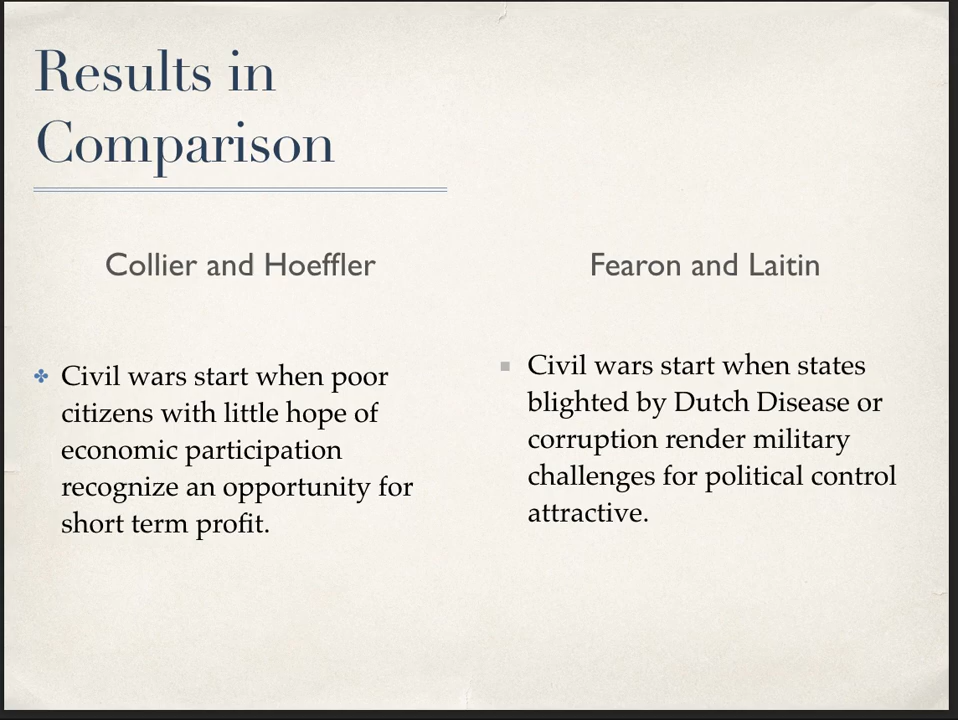 Results in
Comparison
Collier and Hoeffler
Civil wars start when poor
citizens with little hope of
economic participation
recognize an opportunity for
short term profit.
Fearon and Laitin
Civil wars start when states
blighted by Dutch Disease or
corruption render military
challenges for political control
attractive.